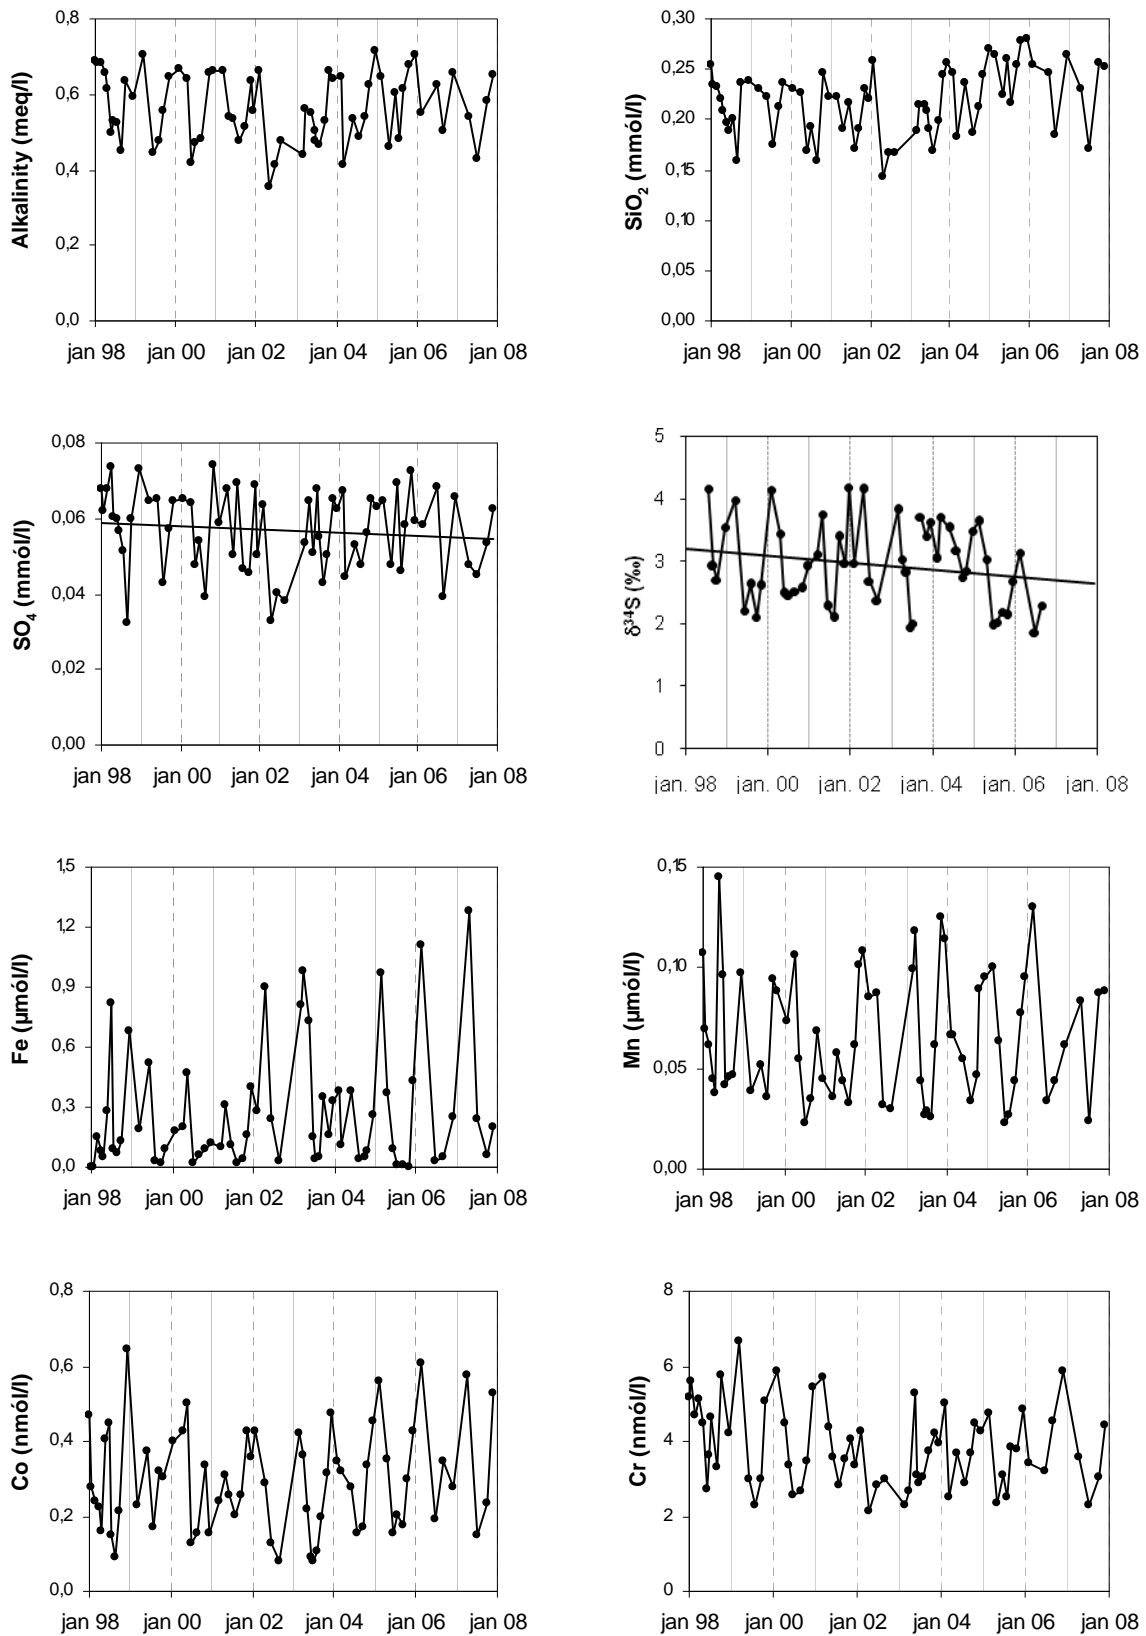 Alkalinity (meq/l)
0,8
0,6
0,4
0,2
0,0
jan 98 jan 00 jan 02 jan 04 jan 06 jan 08
SiO2 (mmól/l)
0,30
0,25
0,20
0,15
0,10
0,05
0,00
jan 98 jan 00 jan 02 jan 04 jan 06 jan 08
SO4 (mmól/l)
0,08
0,06
0,04
0,02
0,00
jan 98 jan 00 jan 02 jan 04 jan 06 jan 08
δ34S (‰)
5
4
3
2
1
0
jan. 98 jan. 00 jan. 02 jan. 04 jan. 06 jan. 08
Fe (µmól/l)
1,5
1,2
0,9
0,6
0,3
0,0
jan 98 jan 00 jan 02 jan 04 jan 06 jan 08
Mn (µmól/l)
0,15
0,10
0,05
0,00
jan 98 jan 00 jan 02 jan 04 jan 06 jan 08
Co (nmól/l)
0,8
0,6
0,4
0,2
0,0
jan 98 jan 00 jan 02 jan 04 jan 06 jan 08
Cr (nmól/l)
8
6
4
2
0
jan 98 jan 00 jan 02 jan 04 jan 06 jan 08